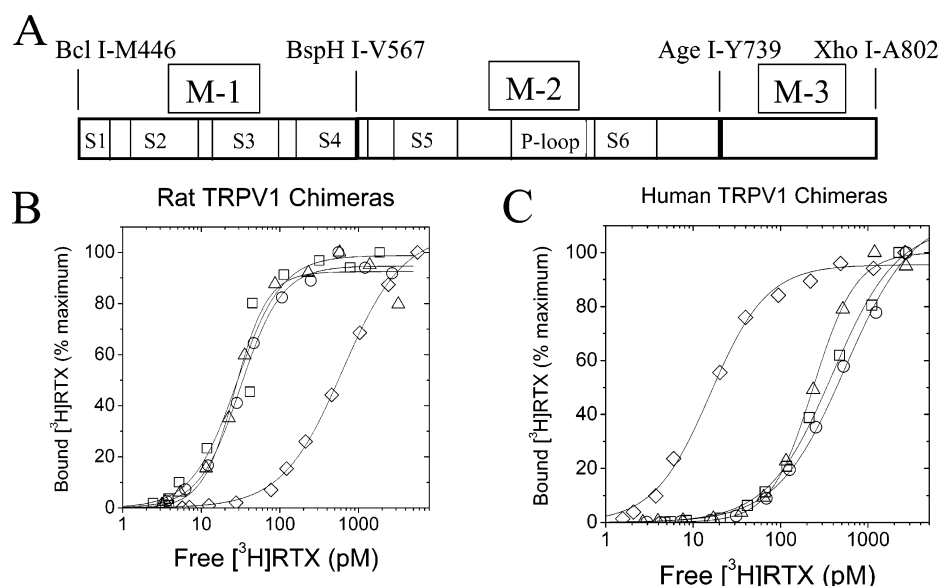 A
Bcl I-M446 BspH I-V567 Age I-Y739 Xho I-A802
M-1 M-2 M-3
S1 S2 S3 S4 S5 P-loop S6
B
Rat TRPV1 Chimeras
Bound [³H]RTX (% maximum)
100
80
60
40
20
0
1 10 100 1000
Free [³H]RTX (pM)
C
Human TRPV1 Chimeras
Bound [³H]RTX (% maximum)
100
80
60
40
20
0
1 10 100 1000
Free [³H]RTX (pM)